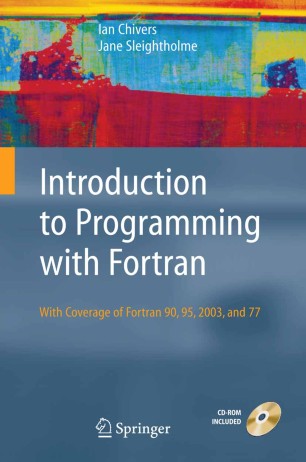 Ian Chivers
Jane Sleightholme
Introduction
to Programming
with Fortran
With Coverage of Fortran 90, 95, 2003, and 77
CD-ROM
INCLUDED
Springer